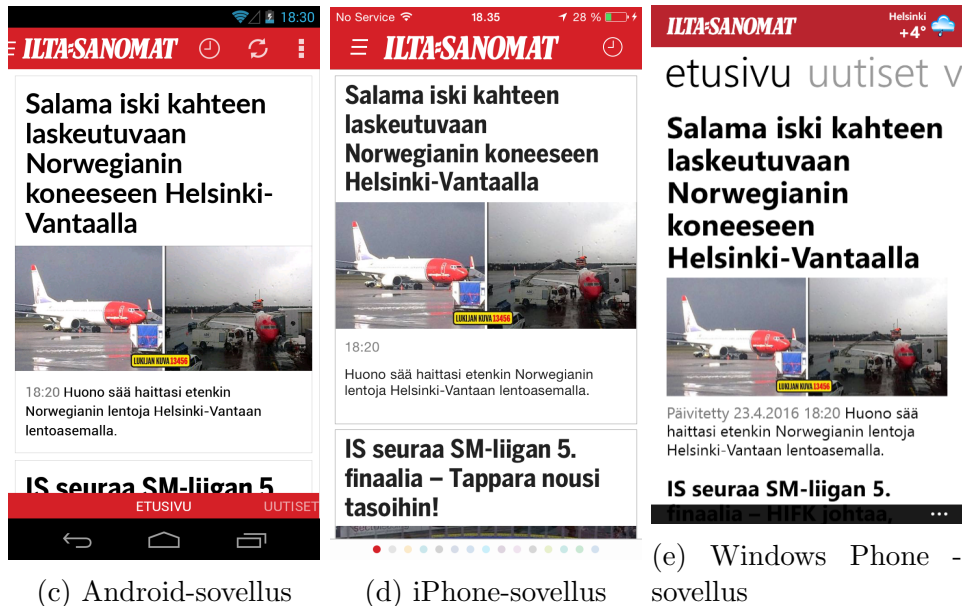 18:30
ILTA-SANOMAT
Salama iski kahteen
laskeutuvaan
Norwegianin
koneeseen Helsinki-
Vantaalla
LUKIJAN KUVA 13456
18:20 Huono sää haittasi etenkin
Norwegianin lentoja Helsinki-Vantaan
lentoasemalla.
IS seuraa SM-liigan 5.
ETUSIVU UUTISET
(c) Android-sovellus
No Service 18.35 28 %
ILTA-SANOMAT
Salama iski kahteen
laskeutuvaan
Norwegianin koneeseen
Helsinki-Vantaalla
LUKIJAN KUVA 13456
18:20
Huono sää haittasi etenkin Norwegianin
lentoja Helsinki-Vantaan lentoasemalla.
IS seuraa SM-liigan 5.
finaalia – Tappara nousi
tasoihin!
(d) iPhone-sovellus
ILTA-SANOMAT
Helsinki
+4°
etusivu uutiset v
Salama iski kahteen
laskeutuvaan
Norwegianin
koneeseen
Helsinki-Vantaalla
LUKIJAN KUVA 13456
Päivitetty 23.4.2016 18:20 Huono sää
haittasi etenkin Norwegianin lentoja
Helsinki-Vantaan lentoasemalla.
IS seuraa SM-liigan 5.
finaalia – HIFK johtaa,
(e) Windows Phone -
sovellus